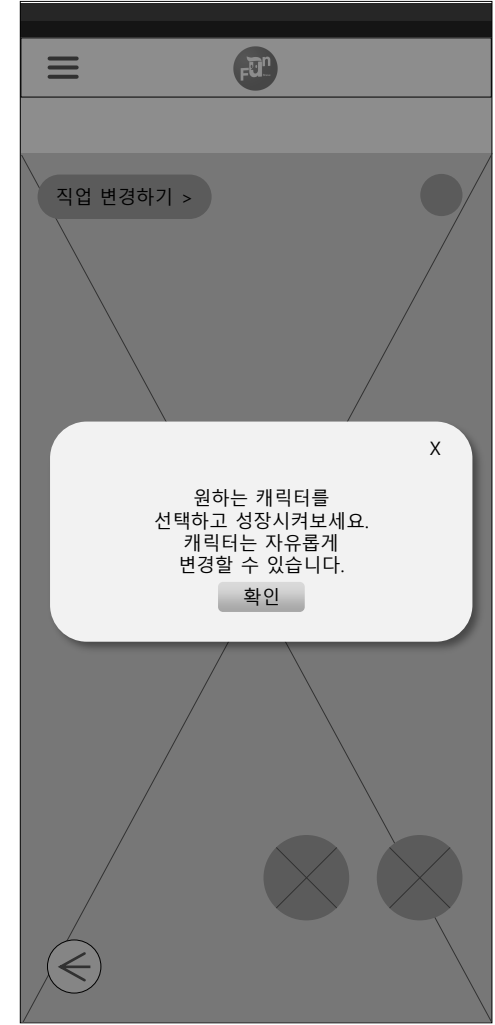 Fun
직업 변경하기 >
X
원하는 캐릭터를
선택하고 성장시켜보세요.
캐릭터는 자유롭게
변경할 수 있습니다.
확인